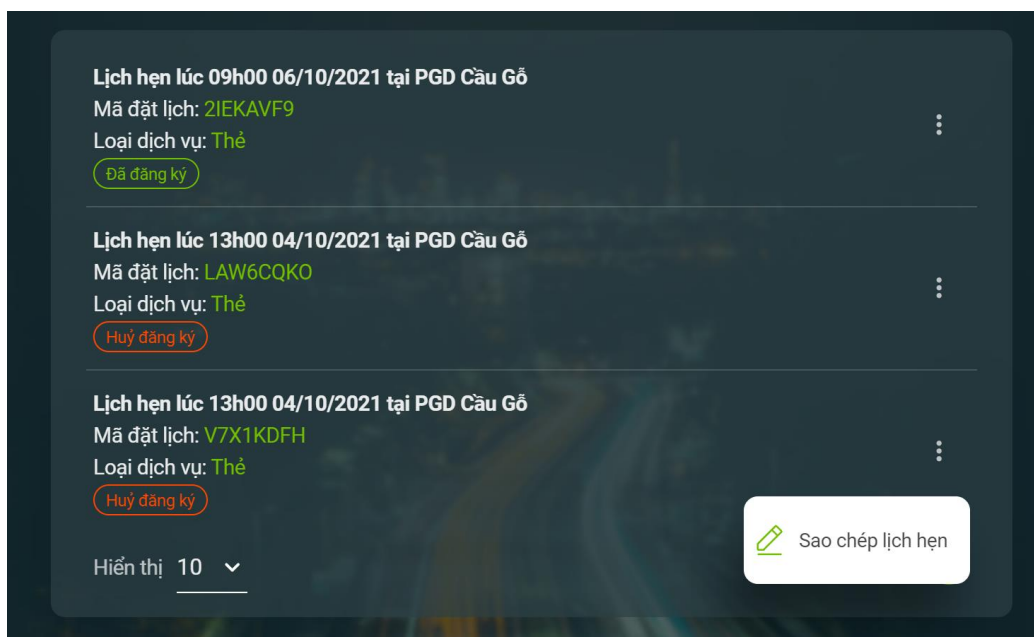 Lịch hẹn lúc 09h00 06/10/2021 tại PGD Cầu Gỗ
Mã đặt lịch: 2IEKAVF9
Loại dịch vụ: Thẻ
Đã đăng ký
Lịch hẹn lúc 13h00 04/10/2021 tại PGD Cầu Gỗ
Mã đặt lịch: LAW6CQKO
Loại dịch vụ: Thẻ
Huỷ đăng ký
Lịch hẹn lúc 13h00 04/10/2021 tại PGD Cầu Gỗ
Mã đặt lịch: V7X1KDFH
Loại dịch vụ: Thẻ
Huỷ đăng ký
Sao chép lịch hẹn
Hiển thị 10